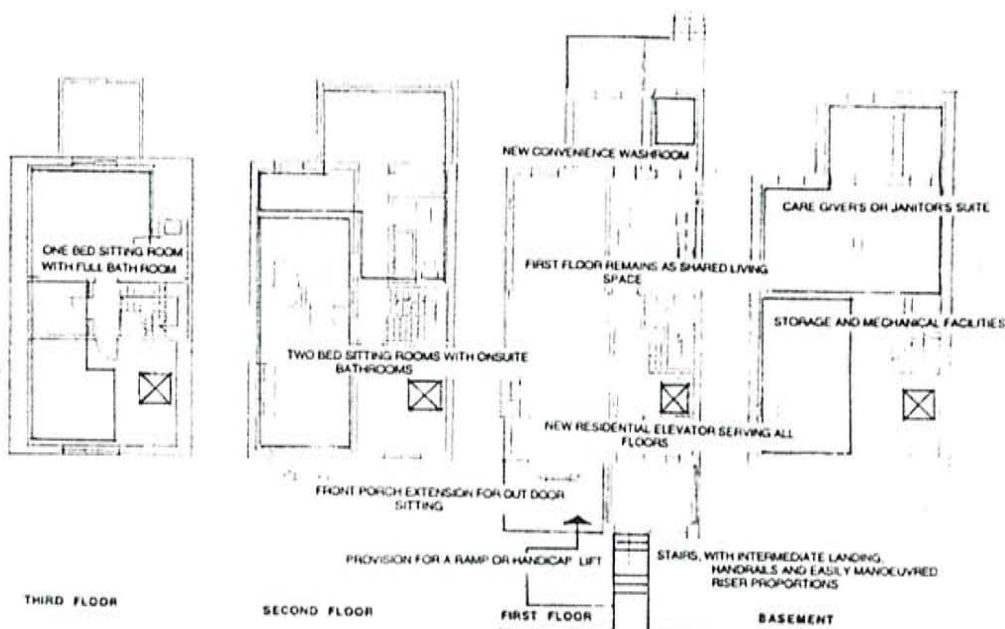 NEW CONVENIENCE WASHROOM
CARE GIVER'S OR JANITOR'S SUITE
ONE BED SITTING ROOM
WITH FULL BATH ROOM
FIRST FLOOR REMAINS AS SHARED LIVING
SPACE
STORAGE AND MECHANICAL FACILITIES
TWO BED SITTING ROOMS WITH ONSUITE
BATHROOMS
NEW RESIDENTIAL ELEVATOR SERVING ALL
FLOORS
FRONT PORCH EXTENSION FOR OUT DOOR
SITTING
PROVISION FOR A RAMP OR HANDICAP LIFT
STAIRS, WITH INTERMEDIATE LANDING,
HANDRAILS AND EASILY MANOEUVRED
RISER PROPORTIONS
THIRD FLOOR
SECOND FLOOR
FIRST FLOOR
BASEMENT